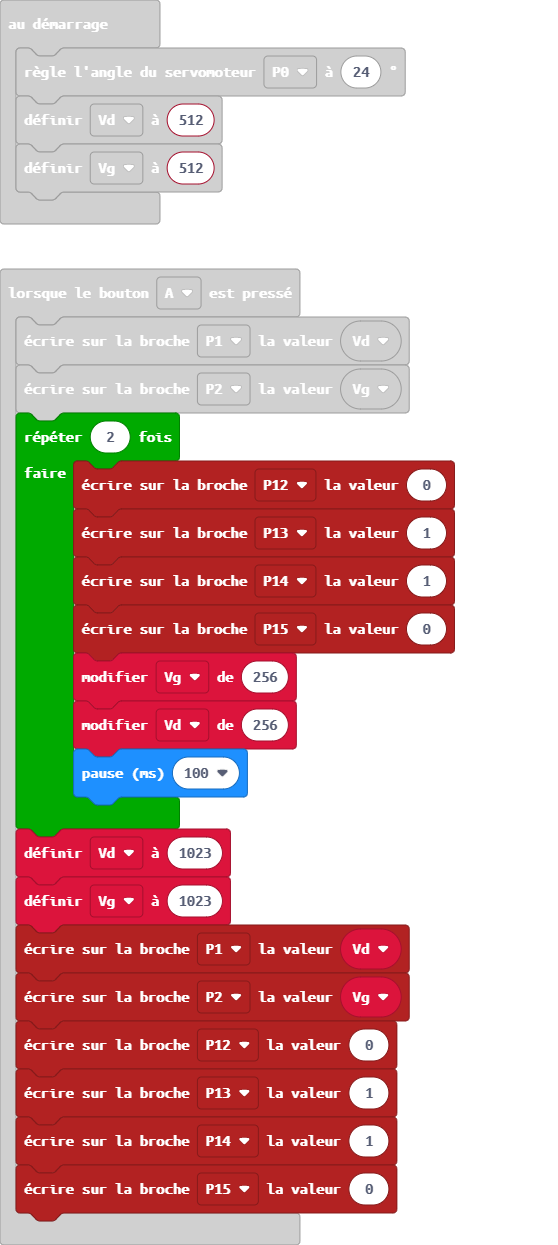 au démarrage
règle l'angle du servomoteur P0 à 24 °
définir Vd à 512
définir Vg à 512
lorsque le bouton A est pressé
écrire sur la broche P1 la valeur Vd
écrire sur la broche P2 la valeur Vg
répéter 2 fois
faire
écrire sur la broche P12 la valeur 0
écrire sur la broche P13 la valeur 1
écrire sur la broche P14 la valeur 1
écrire sur la broche P15 la valeur 0
modifier Vg de 256
modifier Vd de 256
pause (ms) 100
définir Vd à 1023
définir Vg à 1023
écrire sur la broche P1 la valeur Vd
écrire sur la broche P2 la valeur Vg
écrire sur la broche P12 la valeur 0
écrire sur la broche P13 la valeur 1
écrire sur la broche P14 la valeur 1
écrire sur la broche P15 la valeur 0